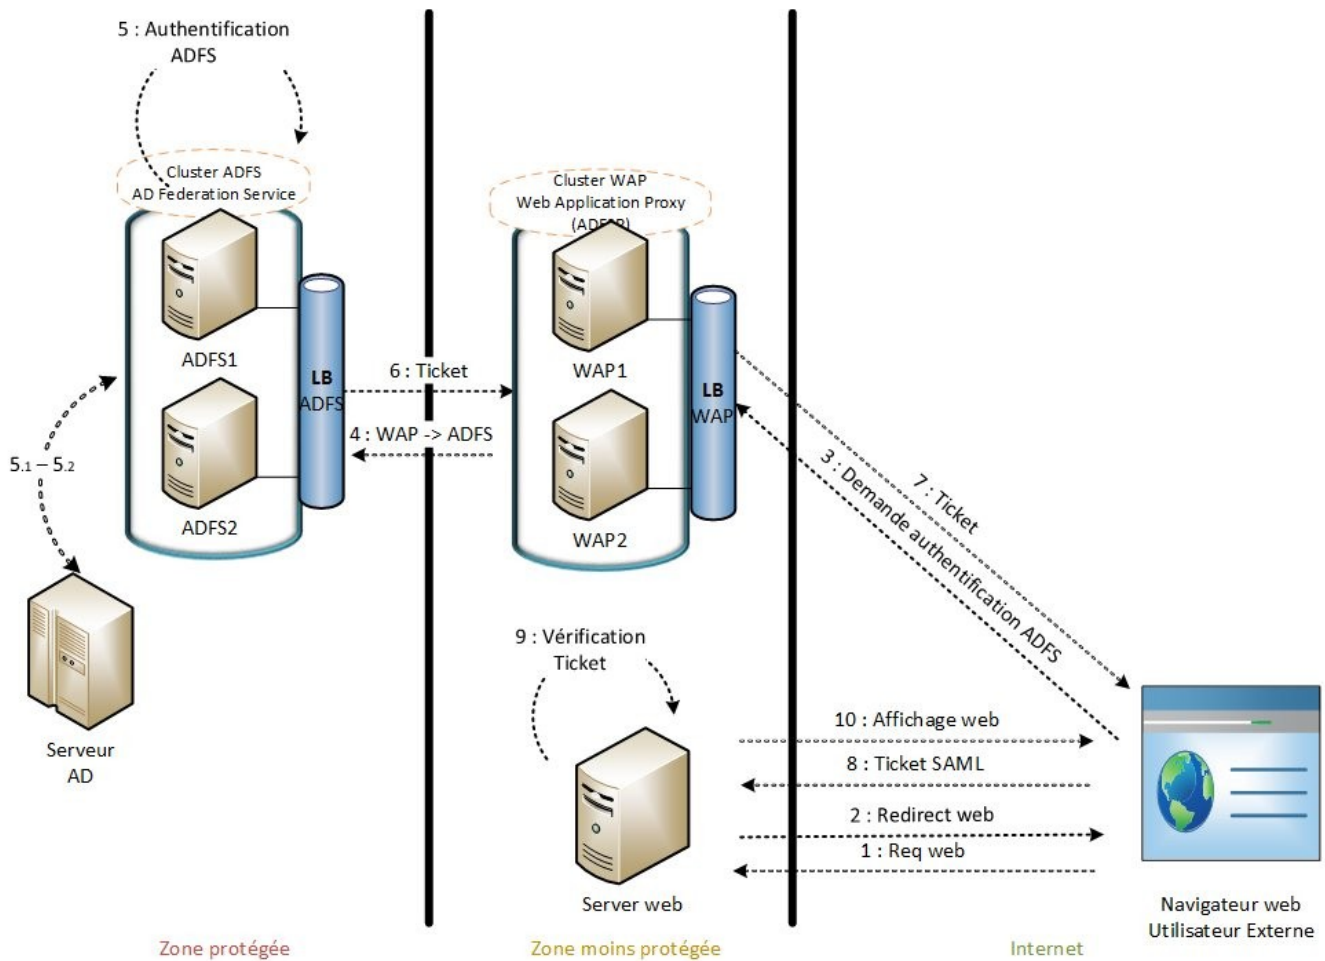 5 : Authentification
ADFS
Cluster ADFS
AD Federation Service
Cluster WAP
Web Application Proxy
ADFS1
LB
ADFS
WAP1
LB
WAP
6 : Ticket
4 : WAP -> ADFS
7 : Ticket
3 : Demande authentification ADFS
5.1 – 5.2
ADFS2
WAP2
9 : Vérification
Ticket
Serveur
AD
10 : Affichage web
8 : Ticket SAML
2 : Redirect web
1 : Req web
Server web
Navigateur web
Utilisateur Externe
Zone protégée
Zone moins protégée
Internet